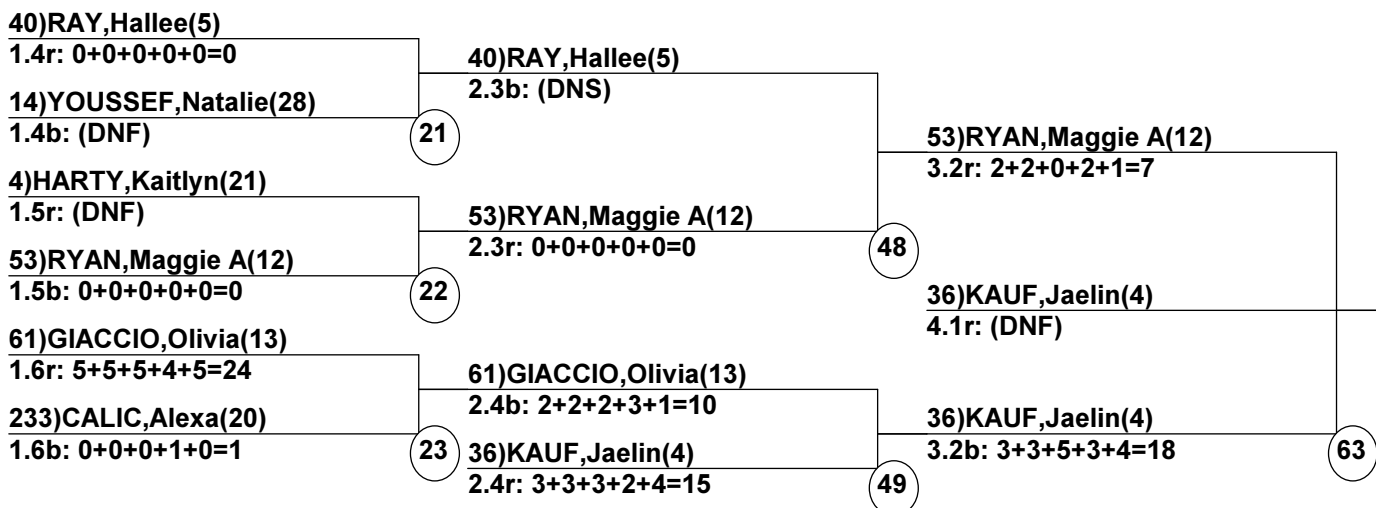 40)RAY,Hallee(5)
1.4r: 0+0+0+0+0=0
14)YOUSSEF,Natalie(28)
1.4b: (DNF)
21
4)HARTY,Kaitlyn(21)
1.5r: (DNF)
53)RYAN,Maggie A(12)
1.5b: 0+0+0+0+0=0
22
61)GIACCIO,Olivia(13)
1.6r: 5+5+5+4+5=24
233)CALIC,Alexa(20)
1.6b: 0+0+0+1+0=1
23
40)RAY,Hallee(5)
2.3b: (DNS)
53)RYAN,Maggie A(12)
2.3r: 0+0+0+0+0=0
48
61)GIACCIO,Olivia(13)
2.4b: 2+2+2+3+1=10
36)KAUF,Jaelin(4)
2.4r: 3+3+3+2+4=15
49
53)RYAN,Maggie A(12)
3.2r: 2+2+0+2+1=7
36)KAUF,Jaelin(4)
4.1r: (DNF)
36)KAUF,Jaelin(4)
3.2b: 3+3+5+3+4=18
63